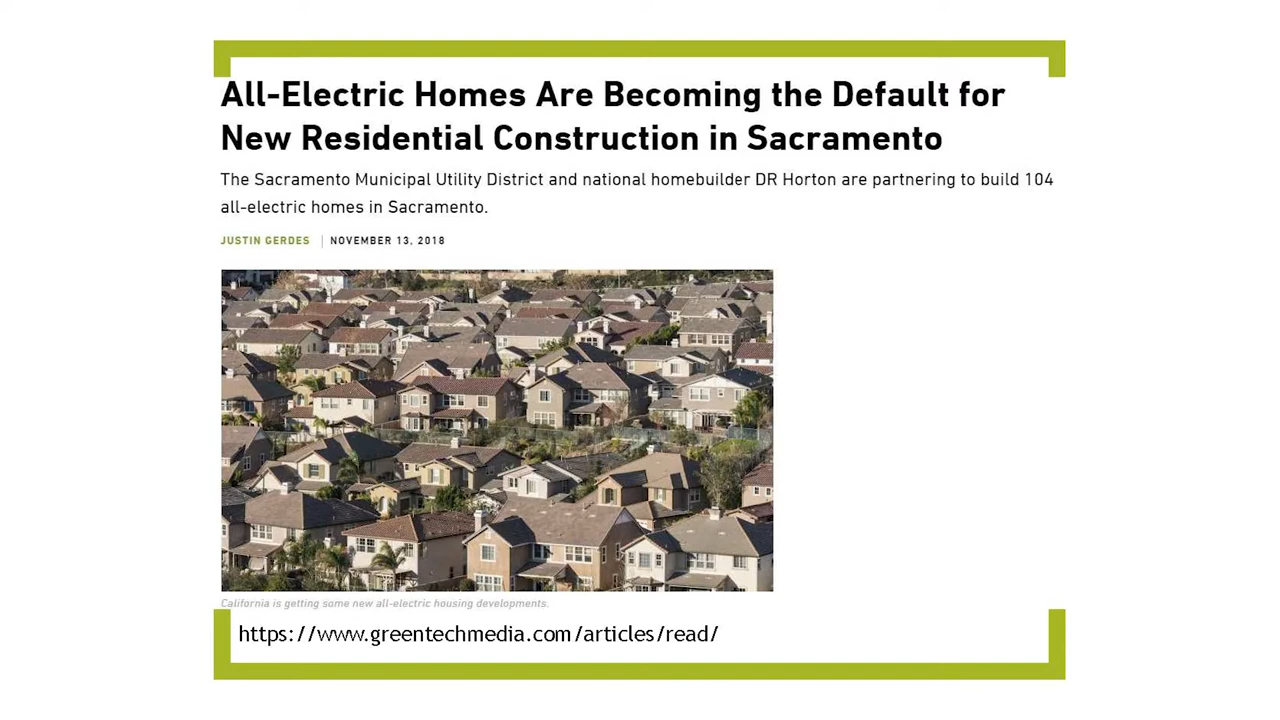 All-Electric Homes Are Becoming the Default for
New Residential Construction in Sacramento
The Sacramento Municipal Utility District and national homebuilder DR Horton are partnering to build 104
all-electric homes in Sacramento.
JUSTIN GERDES | NOVEMBER 13, 2018
California is getting some new all-electric housing developments.
https://www.greentechmedia.com/articles/read/